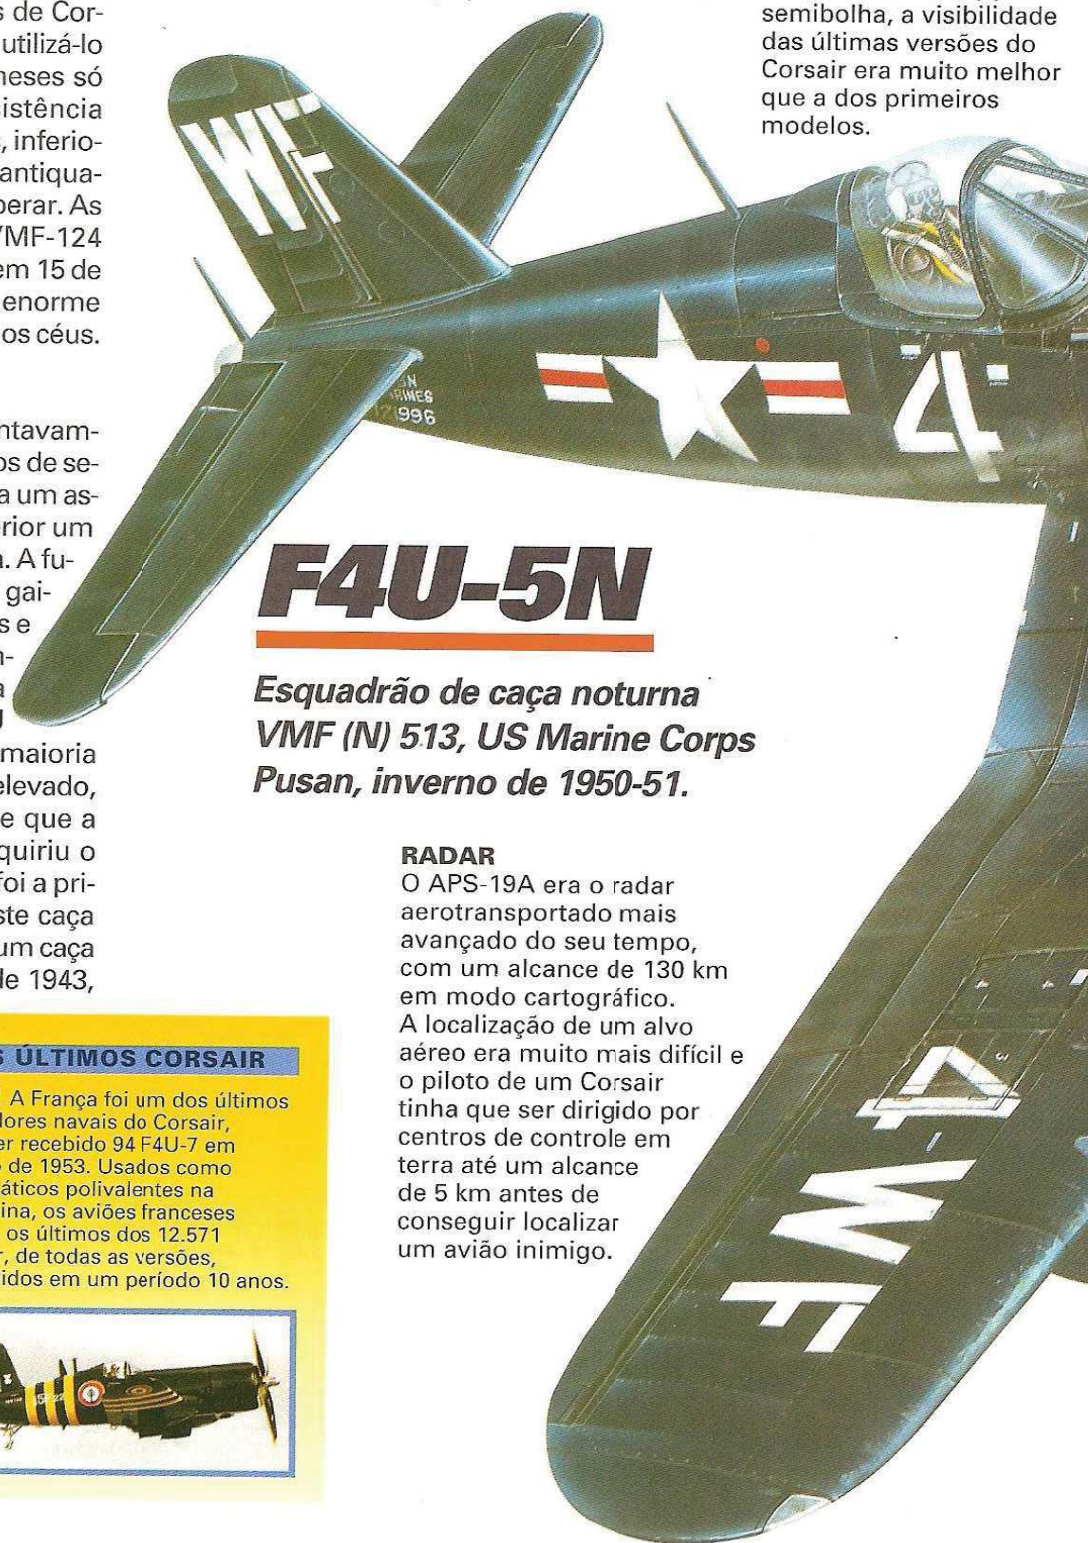 s de Cor-
utilizá-lo
neses só
sistência
s, inferio-
antiqua-
perar. As
VMF-124
em 15 de
enorme
os céus.
ntavam-
os de se-
a um as-
rior um
. A fu-
gai-
s e
n-
a
maioria
elevado,
e que a
quiriu o
foi a pri-
ste caça
um caça
de 1943,
semibolha, a visibilidade
das últimas versões do
Corsair era muito melhor
que a dos primeiros
modelos.
WF
MARINES
121996
4
F4U-5N
Esquadrão de caça noturna
VMF (N) 513, US Marine Corps
Pusan, inverno de 1950-51.
RADAR
O APS-19A era o radar
aerotransportado mais
avançado do seu tempo,
com um alcance de 130 km
em modo cartográfico.
A localização de um alvo
aéreo era muito mais difícil e
o piloto de um Corsair
tinha que ser dirigido por
centros de controle em
terra até um alcance
de 5 km antes de
conseguir localizar
um avião inimigo.
4-WF
S ÚLTIMOS CORSAIR
A França foi um dos últimos
dores navais do Corsair,
er recebido 94 F4U-7 em
o de 1953. Usados como
áticos polivalentes na
ina, os aviões franceses
os últimos dos 12.571
r, de todas as versões,
idos em um período 10 anos.